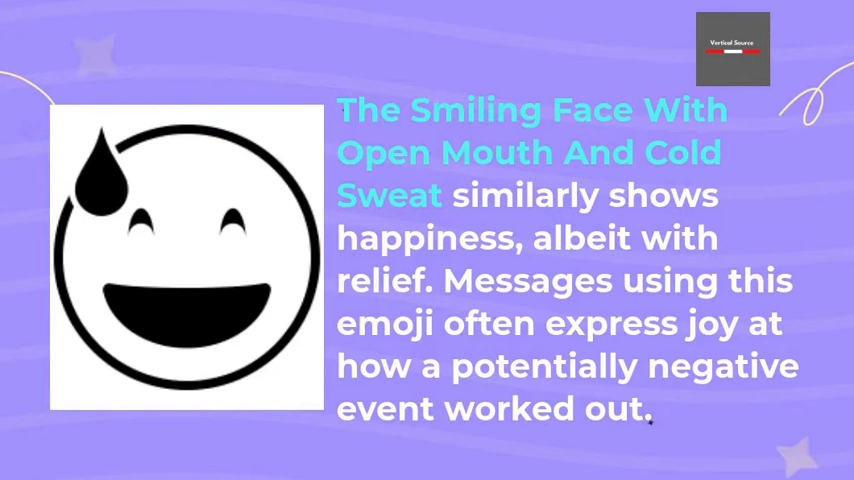 Vertical Source
The Smiling Face With
Open Mouth And Cold
Sweat similarly shows
happiness, albeit with
relief. Messages using this
emoji often express joy at
how a potentially negative
event worked out.